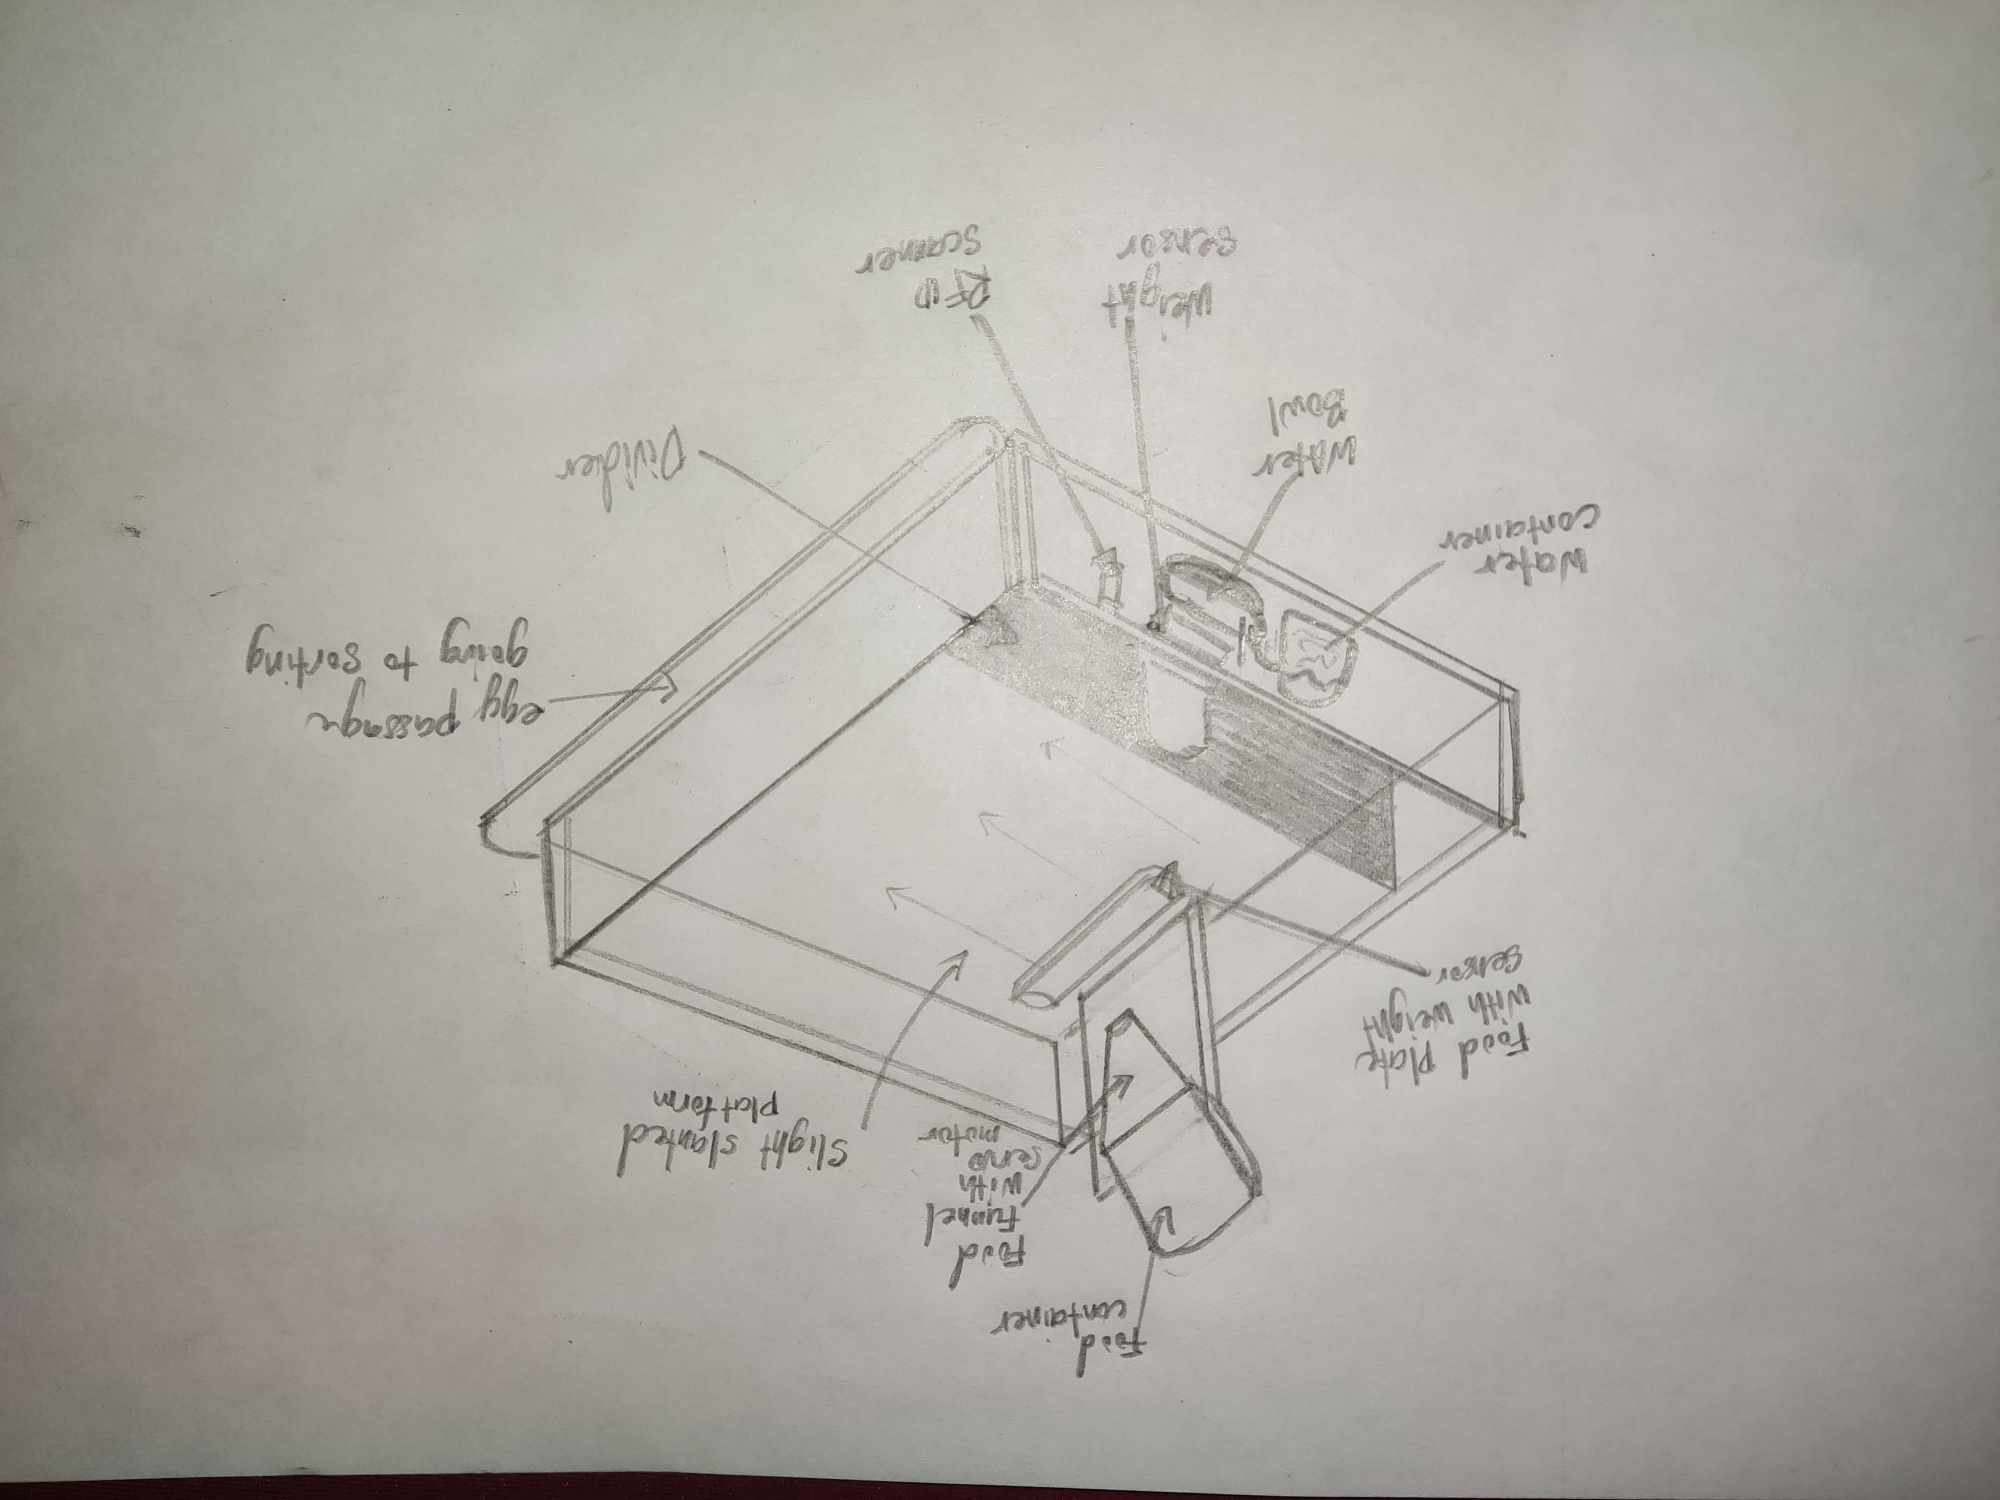 Food
container
Food
funnel
with
servo
motor
Slight slanted
platform
Food Plate
with weight
sensor
egg passage
going to sorting
Water
container
Divider
Water
Bowl
Weight
sensor
RFID
scanner